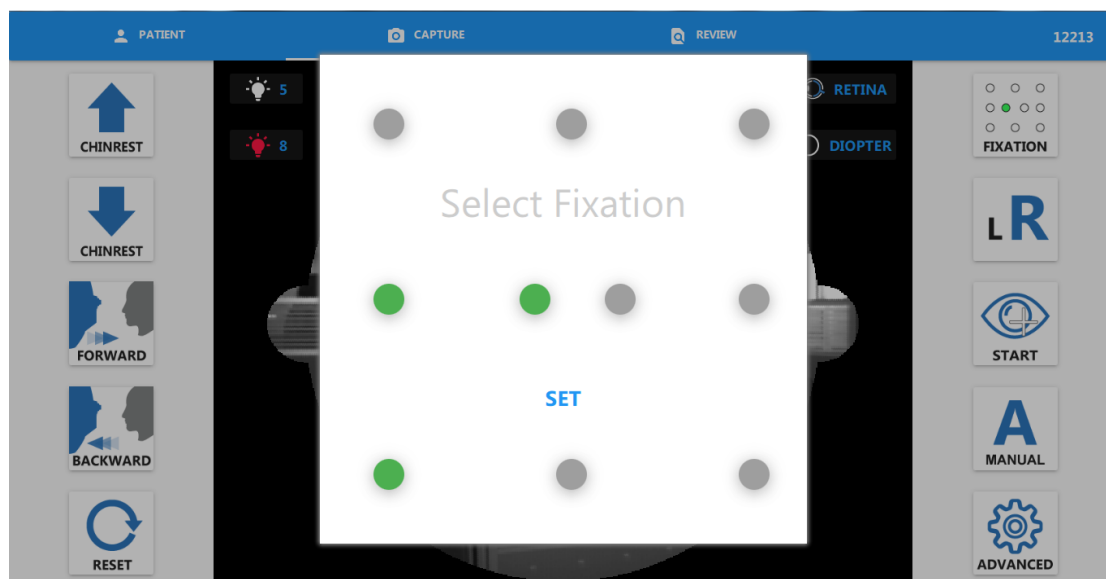 PATIENT
CAPTURE
REVIEW
12213
CHINREST
CHINREST
FORWARD
BACKWARD
RESET
5
8
RETINA
DIOPTER
Select Fixation
SET
FIXATION
L R
START
A
MANUAL
ADVANCED